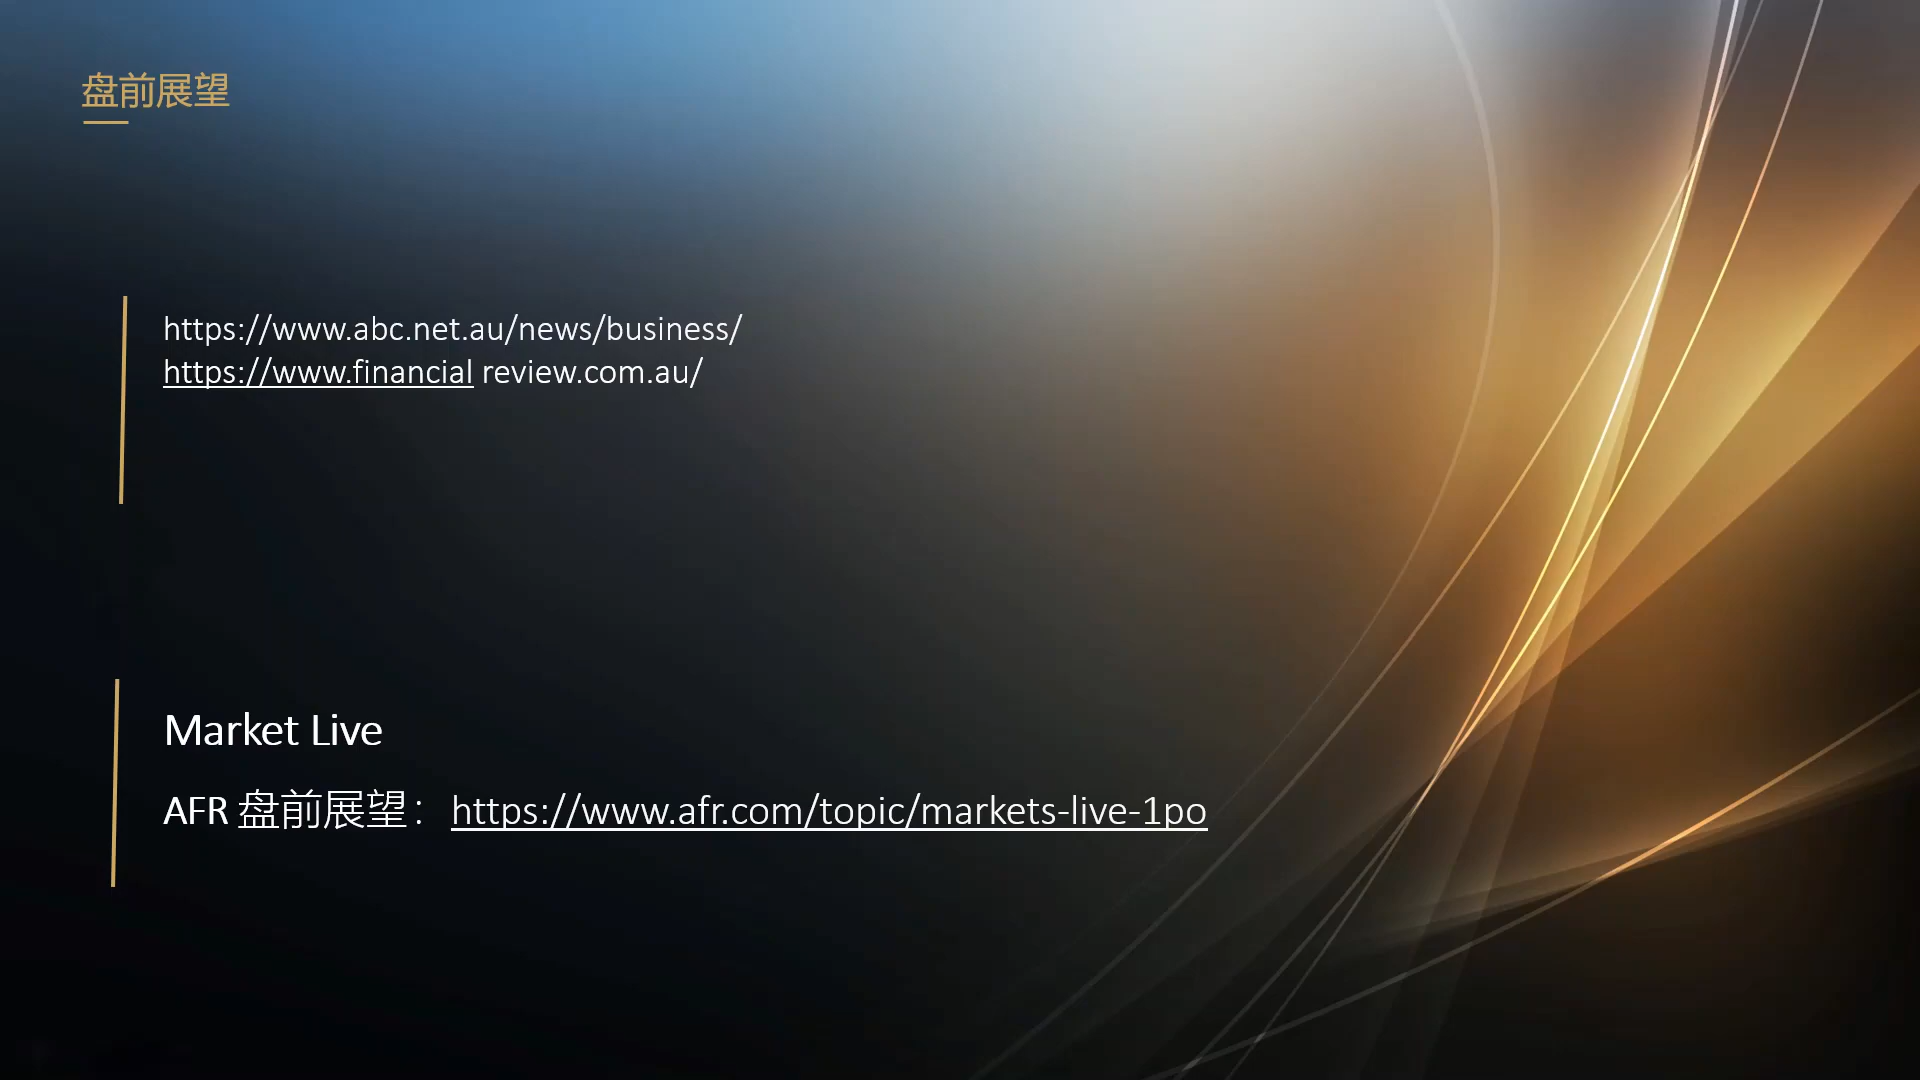 盘前展望
https://www.abc.net.au/news/business/
https://www.financial review.com.au/
Market Live
AFR 盘前展望：https://www.afr.com/topic/markets-live-1po